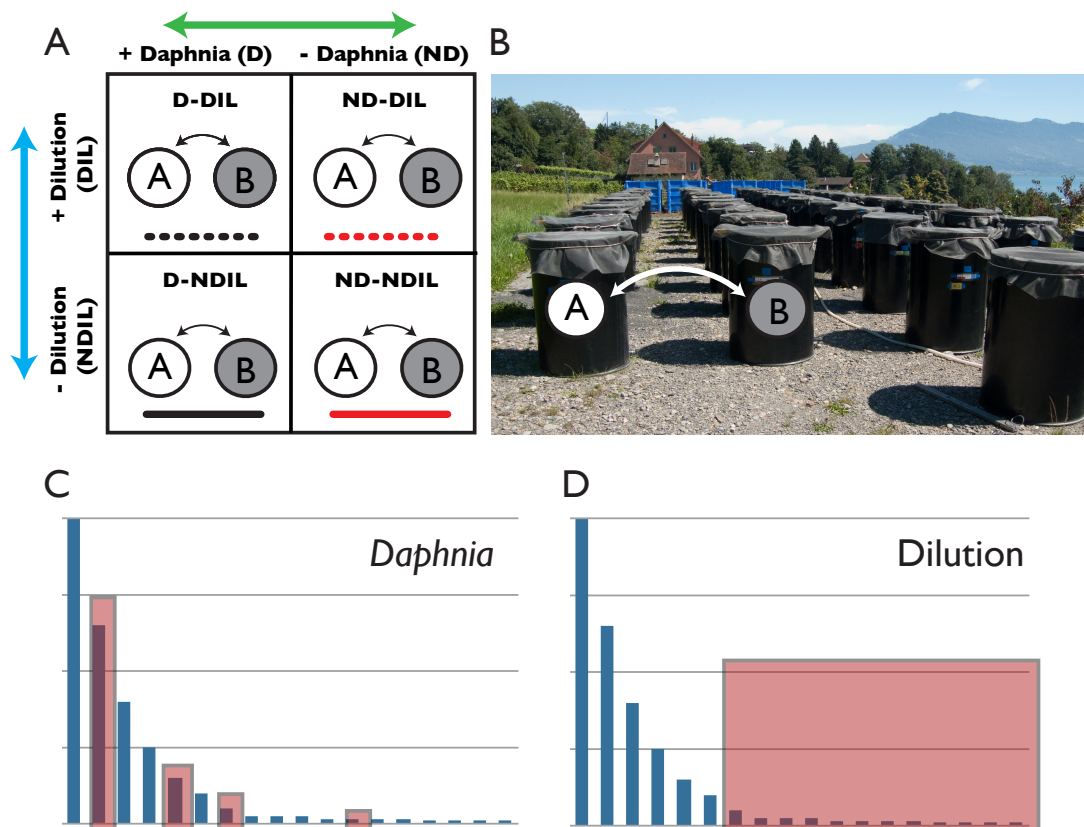 A
+ Daphnia (D)
- Daphnia (ND)
+ Dilution
(DIL)
- Dilution
(NDIL)
D-DIL
A
B
ND-DIL
A
B
D-NDIL
A
B
ND-NDIL
A
B
B
A
B
C
Daphnia
D
Dilution